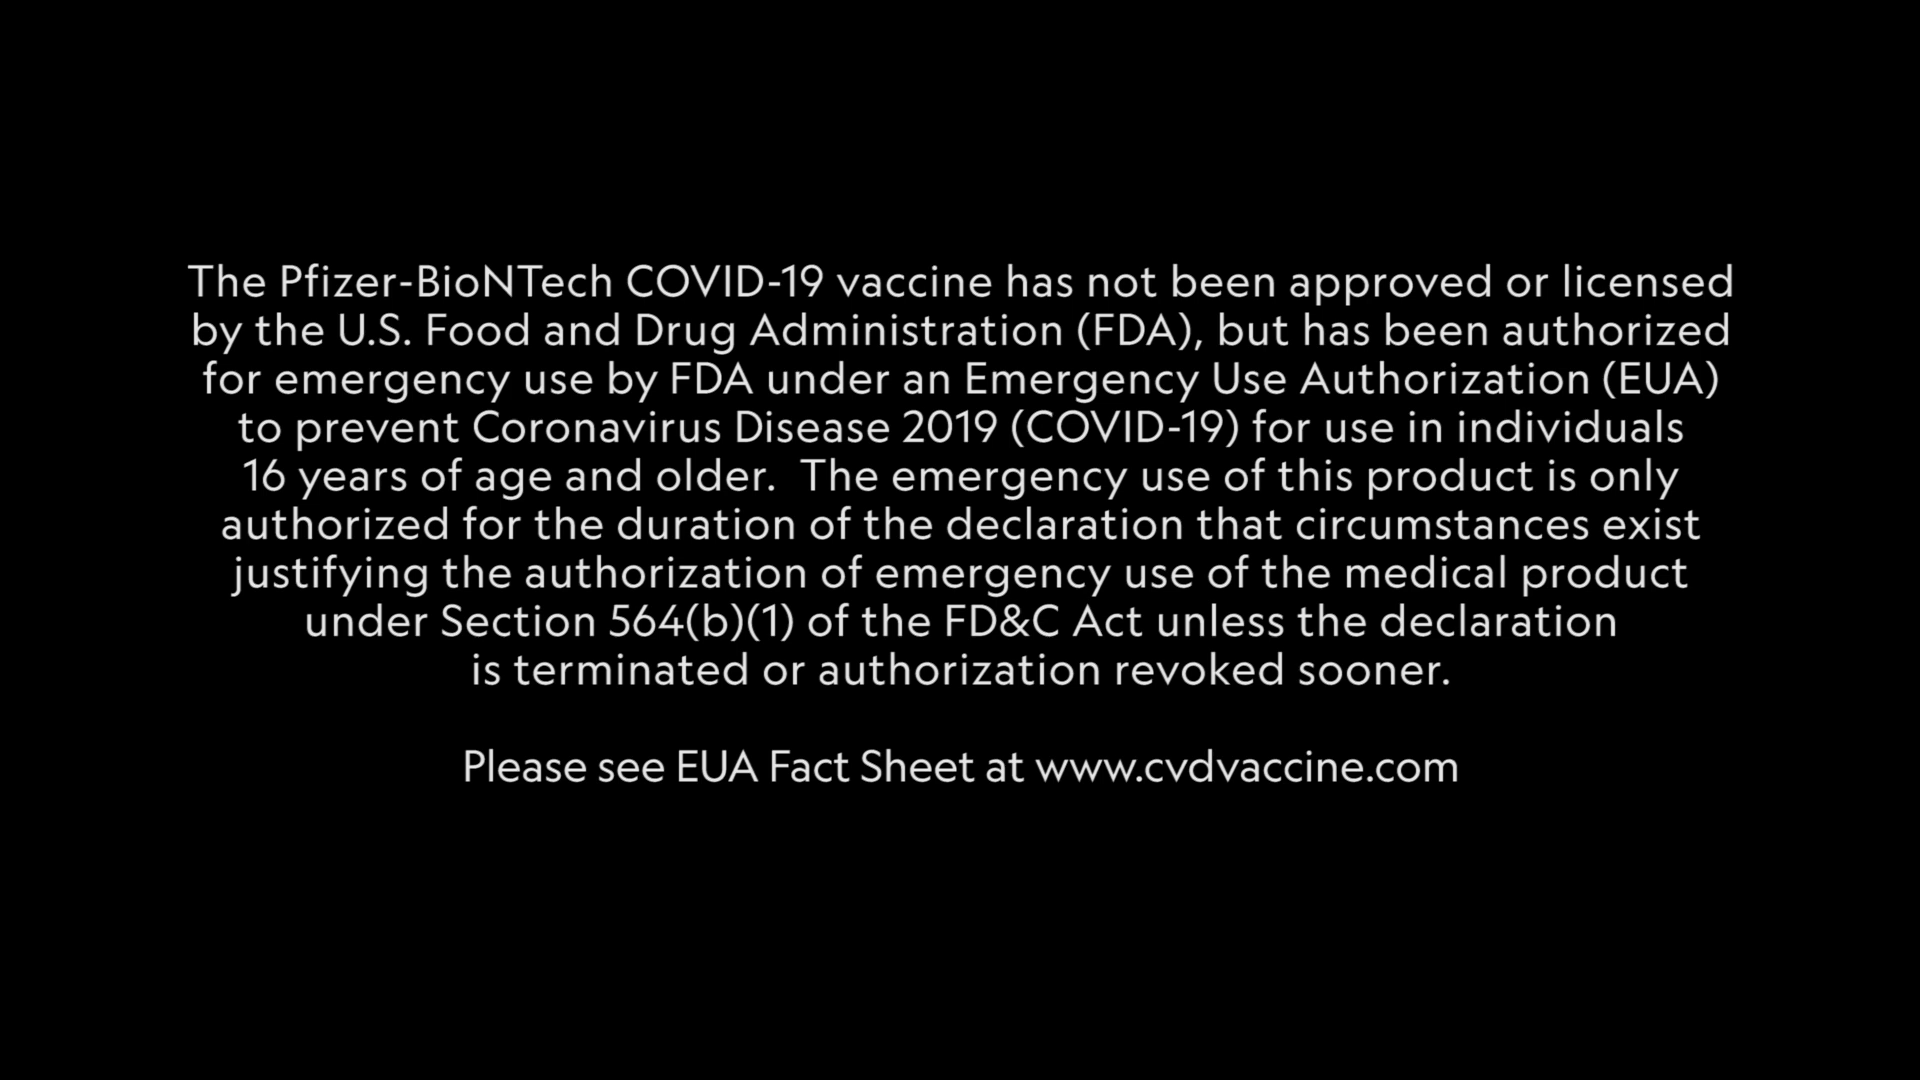 The Pfizer-BioNTech COVID-19 vaccine has not been approved or licensed
by the U.S. Food and Drug Administration (FDA), but has been authorized
for emergency use by FDA under an Emergency Use Authorization (EUA)
to prevent Coronavirus Disease 2019 (COVID-19) for use in individuals
16 years of age and older.  The emergency use of this product is only
authorized for the duration of the declaration that circumstances exist
justifying the authorization of emergency use of the medical product
under Section 564(b)(1) of the FD&C Act unless the declaration
is terminated or authorization revoked sooner.
Please see EUA Fact Sheet at www.cvdvaccine.com